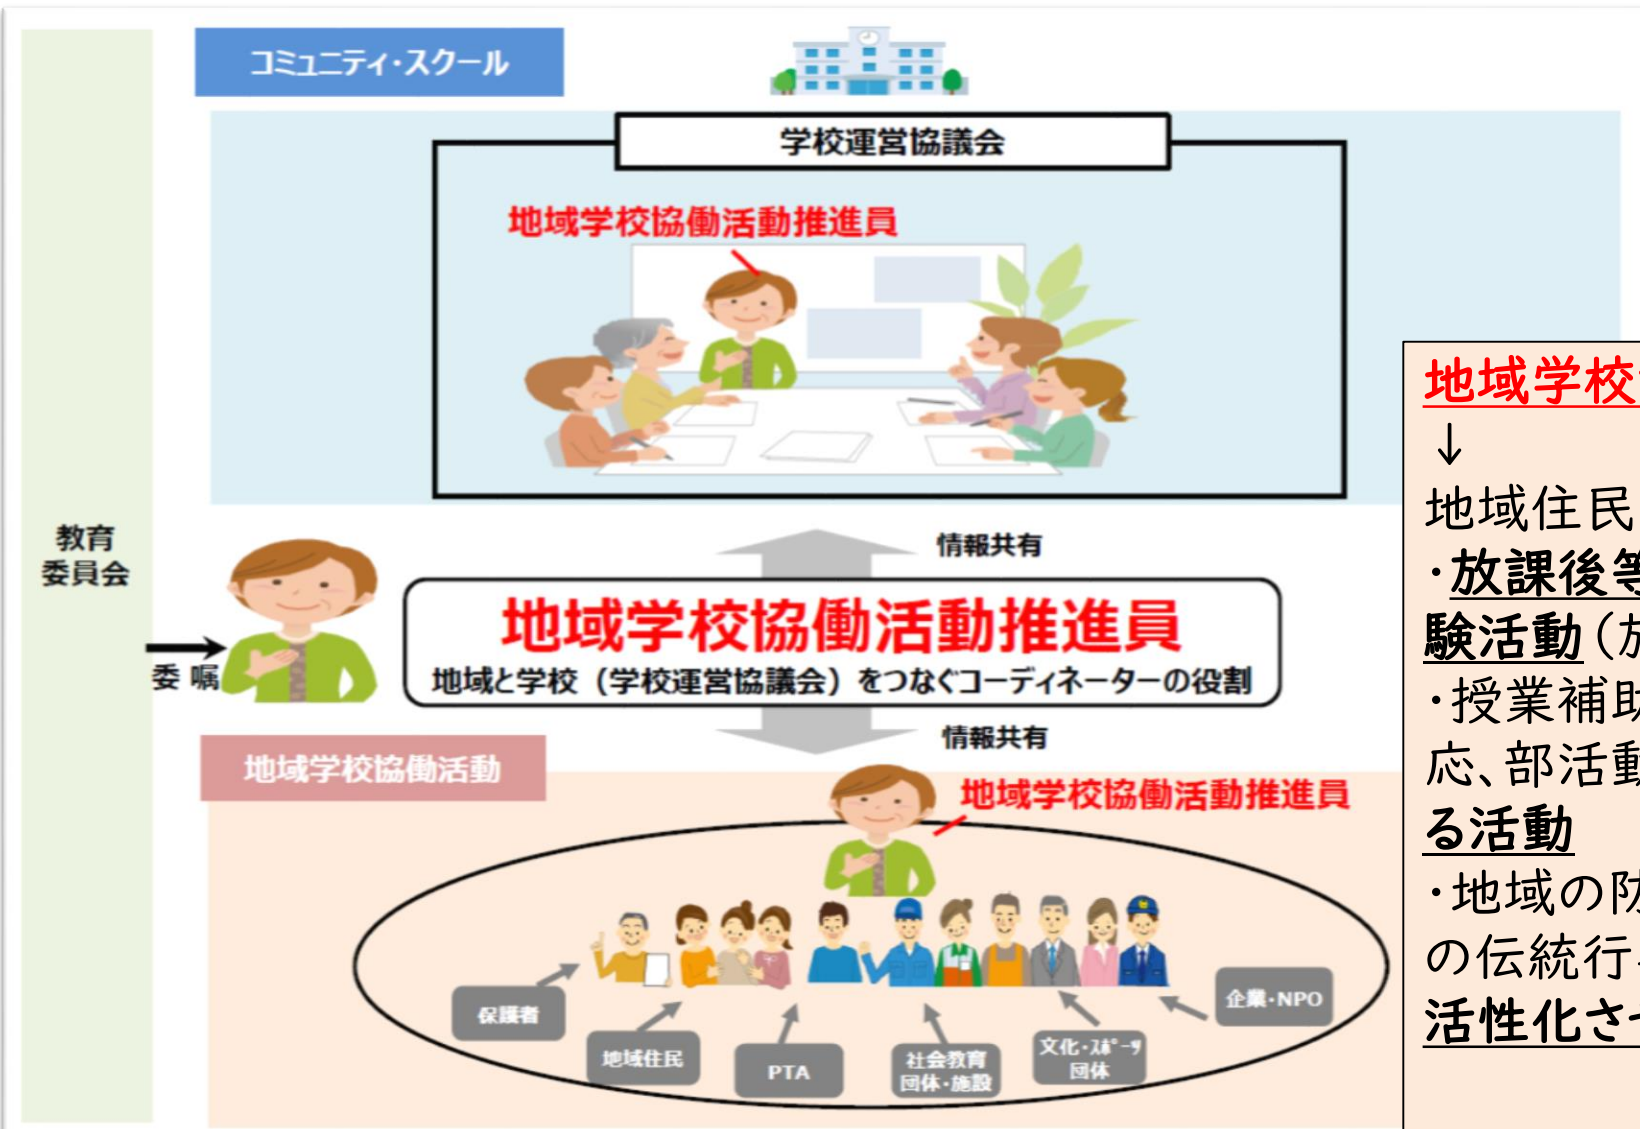 コミュニティ・スクール
学校運営協議会
地域学校協働活動推進員
教育
委員会
委嘱
情報共有
地域学校協働活動推進員
地域と学校（学校運営協議会）をつなぐコーディネーターの役割
情報共有
地域学校協働活動
地域学校協働活動推進員
保護者
地域住民
PTA
社会教育
団体・施設
文化・スポーツ
団体
企業・NPO
地域学校
↓
地域住民
・放課後等
験活動（放
・授業補助
応、部活動
る活動
・地域の防
の伝統行事
活性化させ